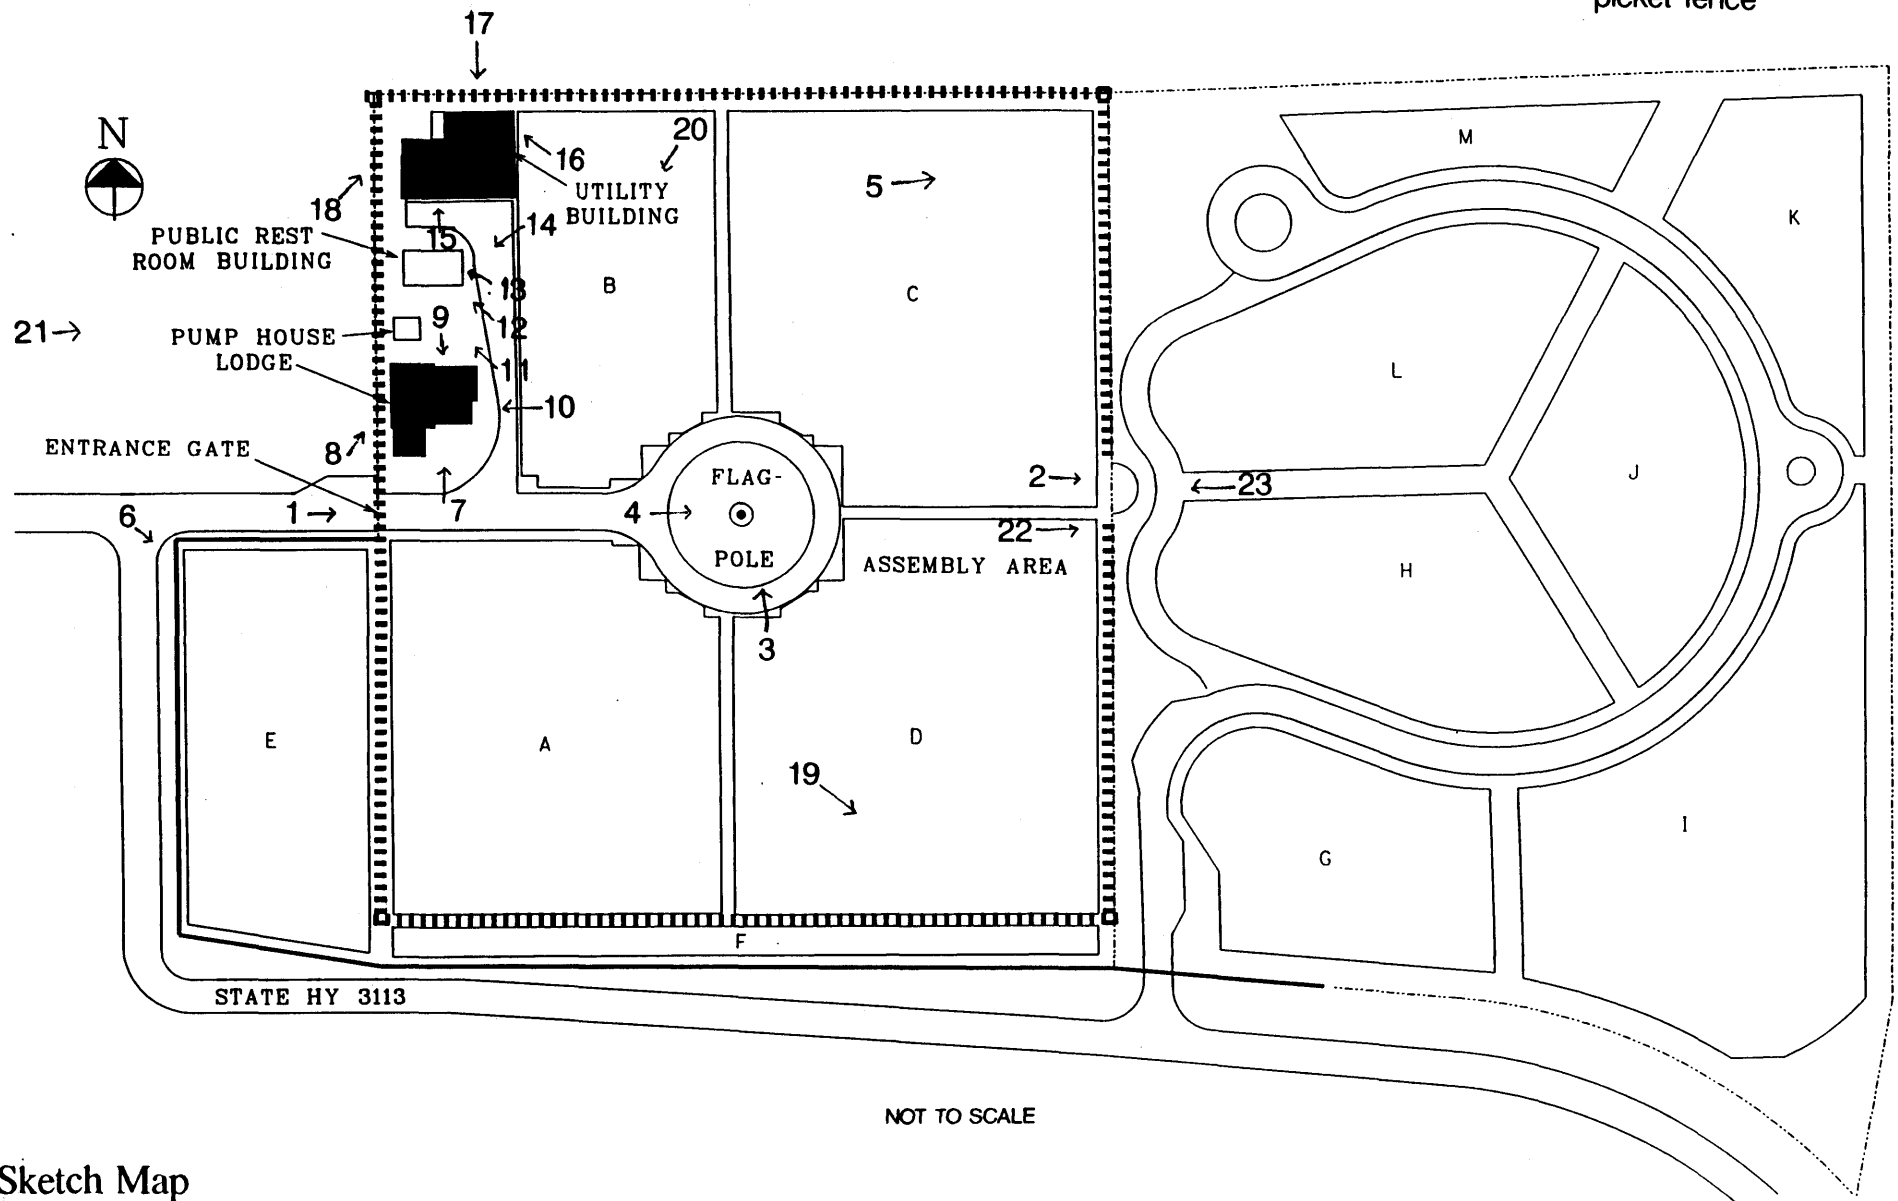 picket fence
17
N
20
16
M
UTILITY
BUILDING
5
18
14
K
PUBLIC REST
ROOM BUILDING
15
13
B
C
21
9
12
PUMP HOUSE
LODGE
11
L
10
ENTRANCE GATE
8
FLAG-
2
23
J
6
1
7
4
22
POLE
ASSEMBLY AREA
H
3
E
A
D
19
I
G
F
STATE HY 3113
NOT TO SCALE
Sketch Map